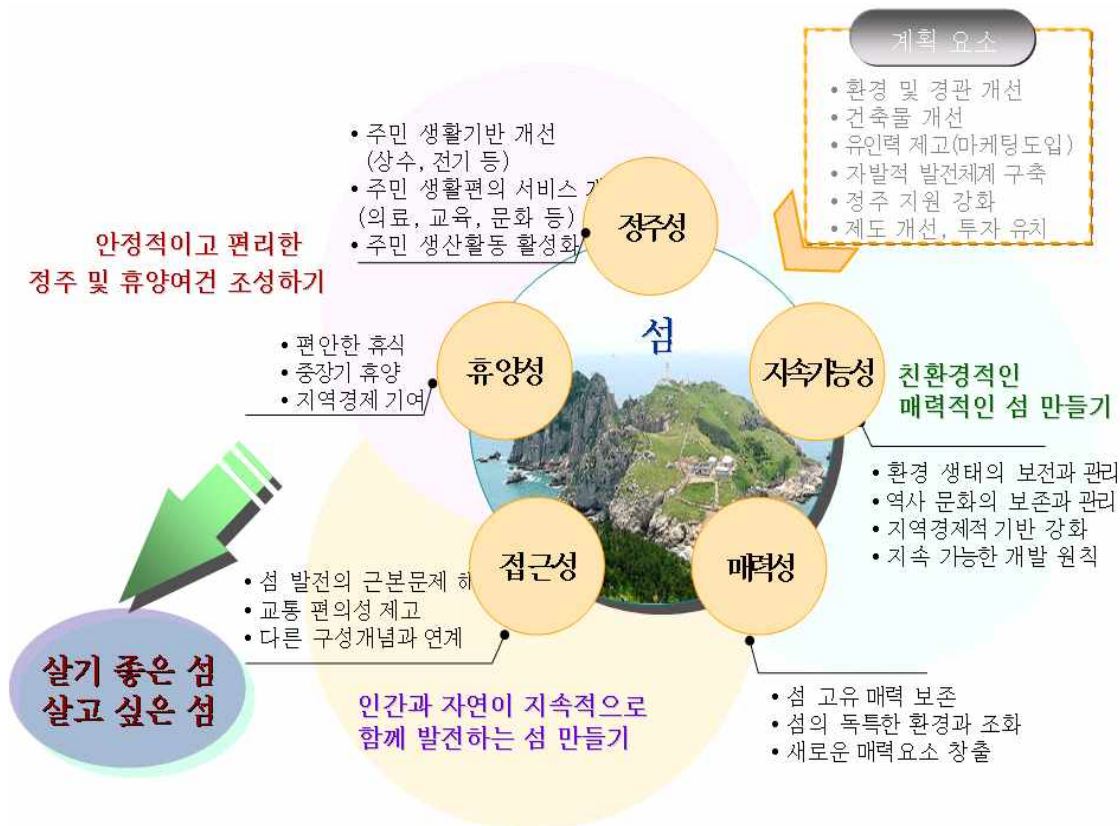 계획 요소
• 환경 및 경관 개선
• 건축물 개선
• 유인력 제고(마케팅도입)
• 자발적 발전체계 구축
• 정주 지원 강화
• 제도 개선, 투자 유치
• 주민 생활기반 개선
(상수, 전기 등)
• 주민 생활편의 서비스
(의료, 교육, 문화 등)
• 주민 생산활동 활성화
정주성
안정적이고 편리한
정주 및 휴양여건 조성하기
섬
• 편안한 휴식
• 중장기 휴양
• 지역경제 기여
휴양성
지속가능성
친환경적인
매력적인 섬 만들기
• 환경 생태의 보전과 관리
• 역사 문화의 보존과 관리
• 지역경제적 기반 강화
• 지속 가능한 개발 원칙
접근성
매력성
• 섬 발전의 근본문제
• 교통 편의성 제고
• 다른 구성개념과 연계
살기 좋은 섬
살고 싶은 섬
인간과 자연이 지속적으로
함께 발전하는 섬 만들기
• 섬 고유 매력 보존
• 섬의 독특한 환경과 조화
• 새로운 매력요소 창출